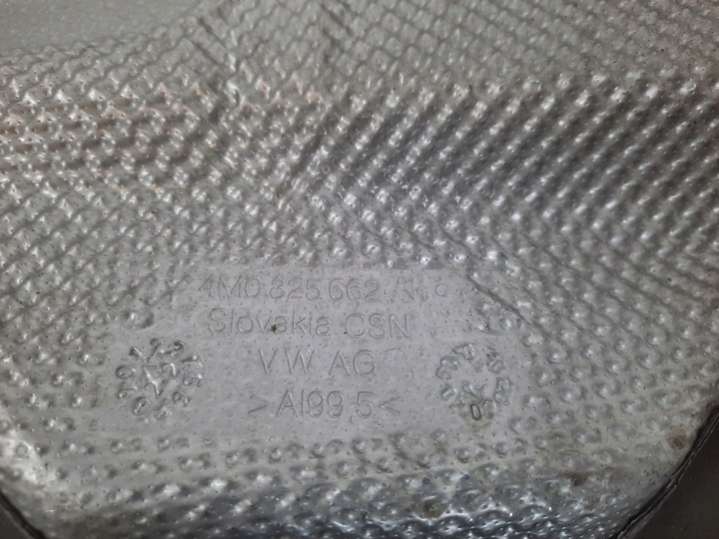 4M0.825.662
Slovakia CSN
VW AG
>Al99,5<